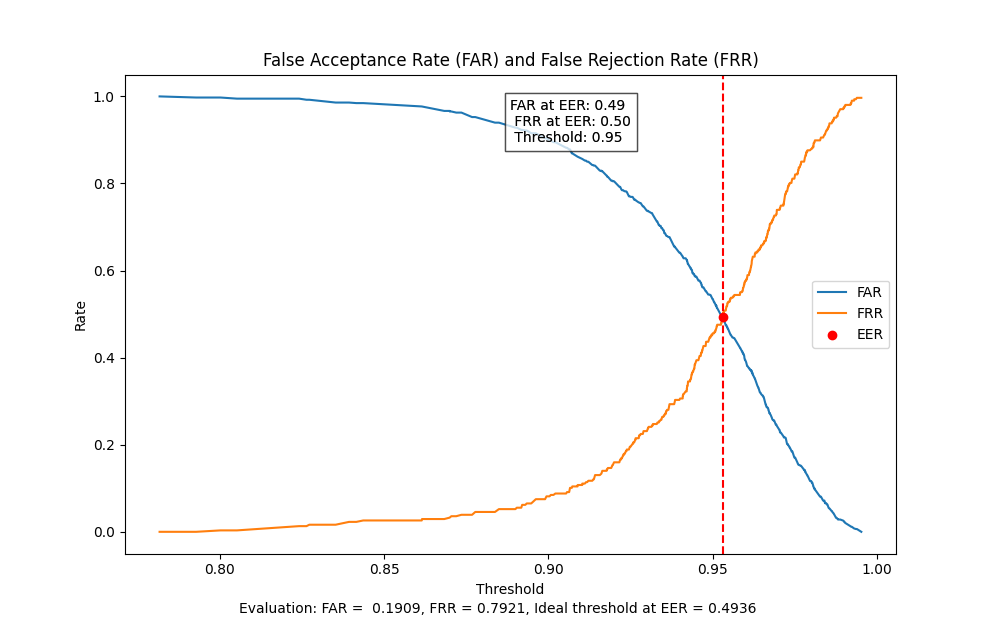 False Acceptance Rate (FAR) and False Rejection Rate (FRR)
1.0
0.8
0.6
0.4
0.2
0.0
Rate
FAR at EER: 0.49
FRR at EER: 0.50
Threshold: 0.95
FAR
FRR
EER
0.80
0.85
0.90
0.95
1.00
Threshold
Evaluation: FAR =  0.1909, FRR = 0.7921, Ideal threshold at EER = 0.4936